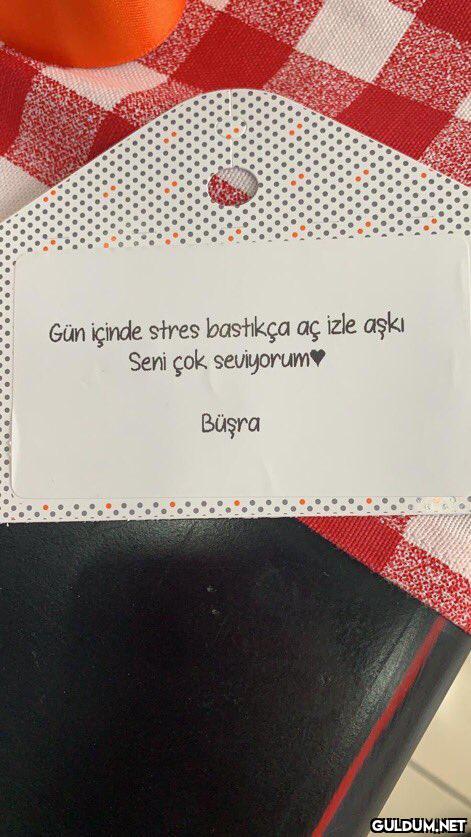 Gün içinde stres bastıkça aç izle aşkı
Seni çok seviyorum♥
Büşra
GULDUM.NET